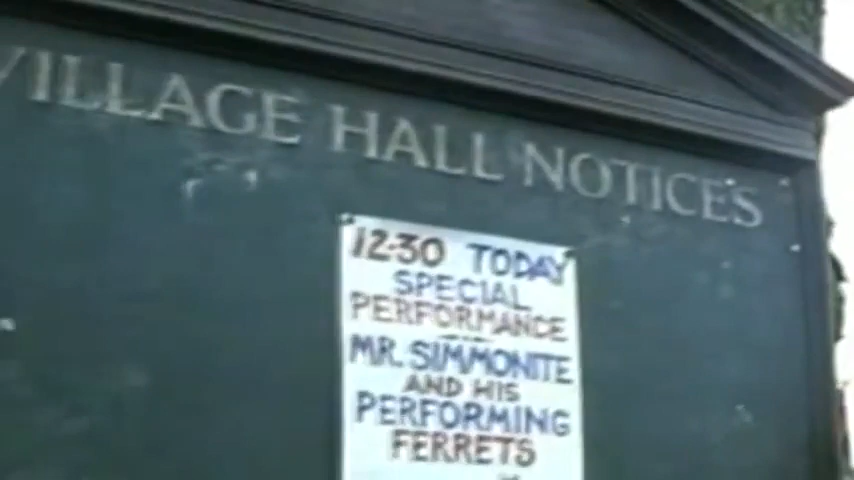 VILLAGE HALL NOTICES
12-30 TODAY
SPECIAL
PERFORMANCE
MR. SIMMONITE
AND HIS
PERFORMING
FERRETS